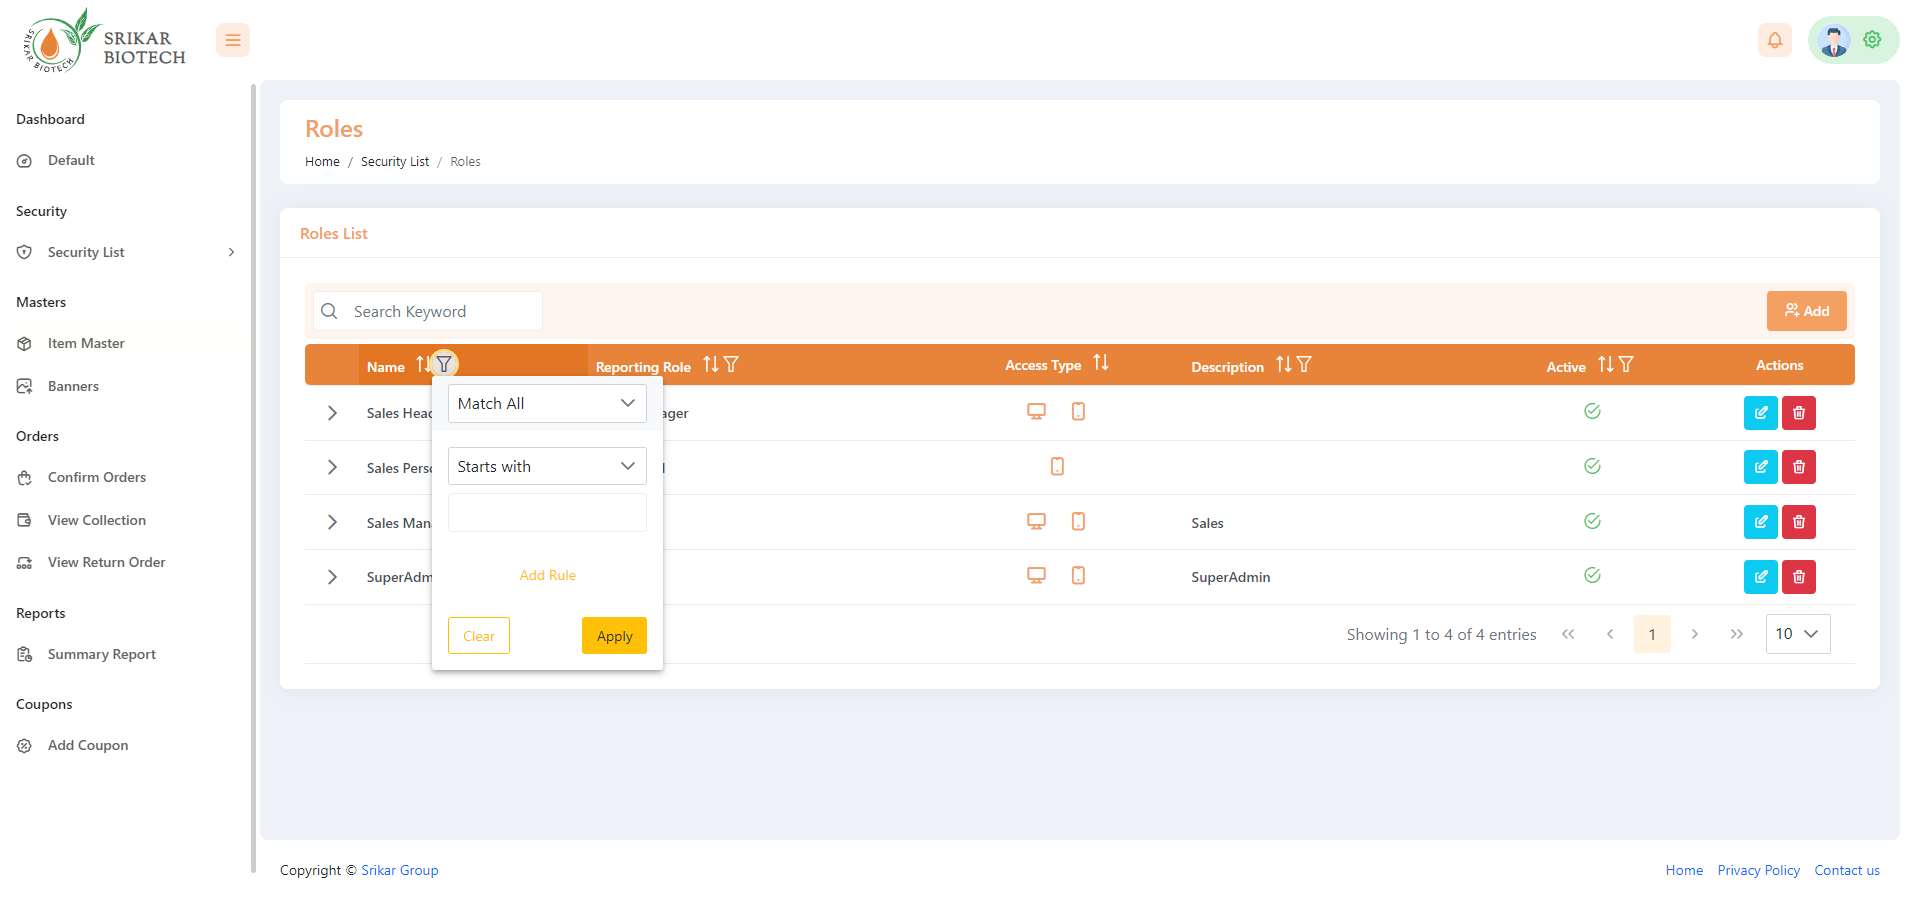 SRIKAR
BIOTECH
SRIKAR BIOTECH
Dashboard
Default
Security
Security List
Masters
Item Master
Banners
Orders
Confirm Orders
View Collection
View Return Order
Reports
Summary Report
Coupons
Add Coupon
Roles
Home / Security List / Roles
Roles List
Search Keyword
Add
Name Reporting Role Access Type Description Active Actions
Match All
Starts with
Add Rule
Clear Apply
Sales Head ager
Sales Perso
Sales Man Sales
SuperAdm SuperAdmin
Showing 1 to 4 of 4 entries 1 10
Copyright © Srikar Group
Home Privacy Policy Contact us